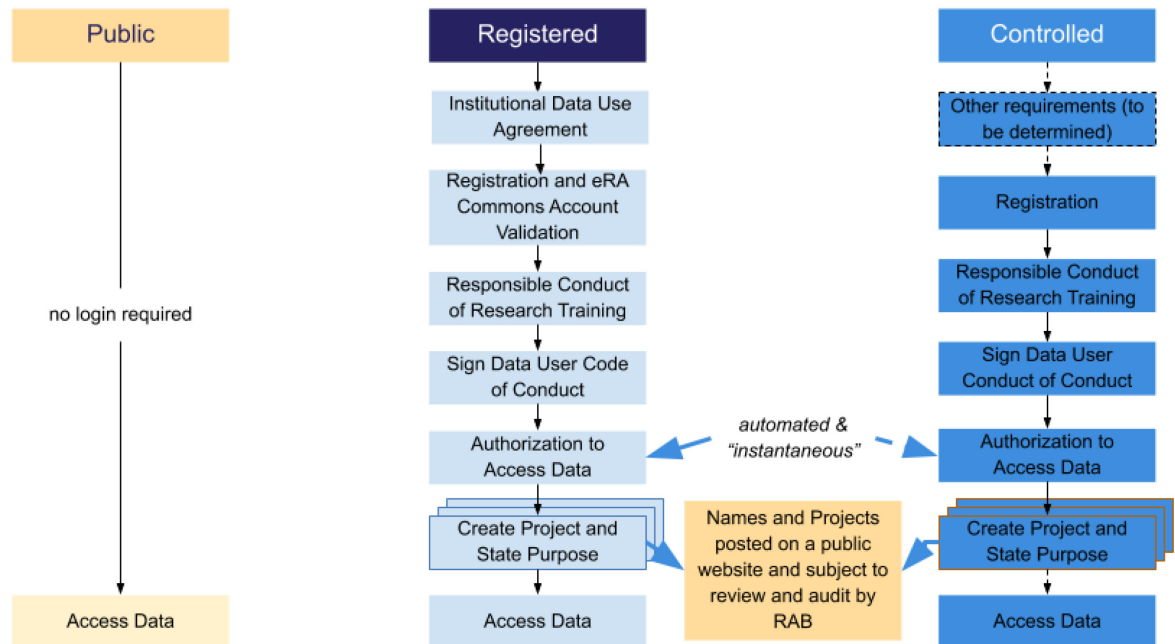 Public
no login required
Access Data
Registered
Institutional Data Use
Agreement
Registration and eRA
Commons Account
Validation
Responsible Conduct
of Research Training
Sign Data User Code
of Conduct
Authorization to
Access Data
Create Project and
State Purpose
Access Data
automated &
“instantaneous”
Names and Projects
posted on a public
website and subject to
review and audit by
RAB
Controlled
Other requirements (to
be determined)
Registration
Responsible Conduct
of Research Training
Sign Data User
Conduct of Conduct
Authorization to
Access Data
Create Project and
State Purpose
Access Data